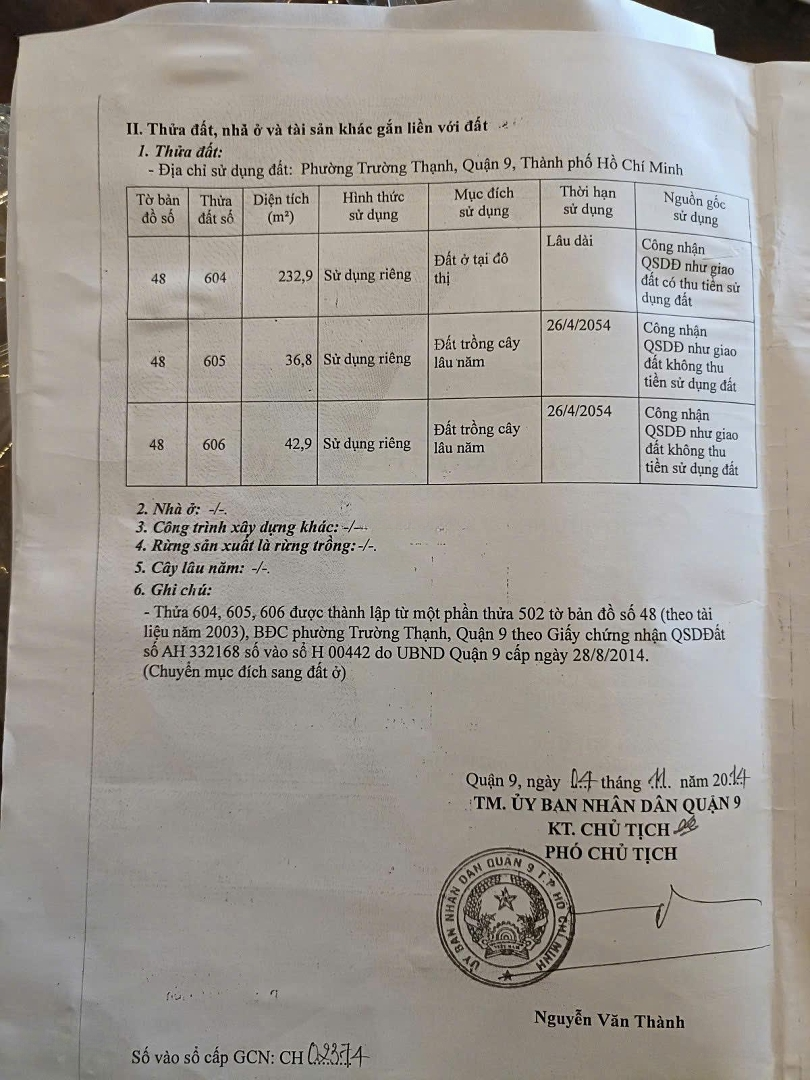 II. Thửa đất, nhà ở và tài sản khác gắn liền với đất
1. Thửa đất:
- Địa chỉ sử dụng đất: Phường Trường Thạnh, Quận 9, Thành phố Hồ Chí Minh
Tờ bản đồ số | Thửa đất số | Diện tích (m²) | Hình thức sử dụng | Mục đích sử dụng | Thời hạn sử dụng | Nguồn gốc sử dụng
48 | 604 | 232,9 | Sử dụng riêng | Đất ở tại đô thị | Lâu dài | Công nhận QSDĐ như giao đất có thu tiền sử dụng đất
48 | 605 | 36,8 | Sử dụng riêng | Đất trồng cây lâu năm | 26/4/2054 | Công nhận QSDĐ như giao đất không thu tiền sử dụng đất
48 | 606 | 42,9 | Sử dụng riêng | Đất trồng cây lâu năm | 26/4/2054 | Công nhận QSDĐ như giao đất không thu tiền sử dụng đất
2. Nhà ở: -/-.
3. Công trình xây dựng khác: -/-.
4. Rừng sản xuất là rừng trồng: -/-.
5. Cây lâu năm: -/-.
6. Ghi chú:
- Thửa 604, 605, 606 được thành lập từ một phần thửa 502 tờ bản đồ số 48 (theo tài
liệu năm 2003), BĐC phường Trường Thạnh, Quận 9 theo Giấy chứng nhận QSDĐất
số AH 332168 số vào sổ H 00442 do UBND Quận 9 cấp ngày 28/8/2014.
(Chuyển mục đích sang đất ở)
Quận 9, ngày 04 tháng 11. năm 2014
TM. ỦY BAN NHÂN DÂN QUẬN 9
KT. CHỦ TỊCH
PHÓ CHỦ TỊCH
ỦY BAN NHÂN DÂN QUẬN 9 T.P HỒ CHÍ MINH
VIỆT NAM
Nguyễn Văn Thành
Số vào sổ cấp GCN: CH 02374